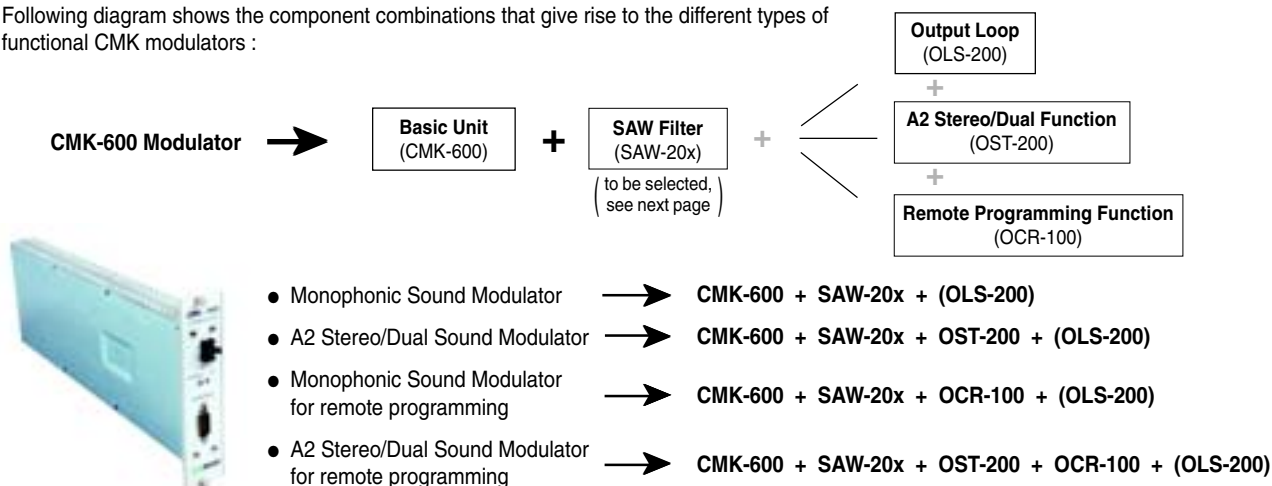 Following diagram shows the component combinations that give rise to the different types of
functional CMK modulators :
Output Loop
(OLS-200)
+
CMK-600 Modulator
Basic Unit
(CMK-600)
+
SAW Filter
(SAW-20x)
(to be selected,
see next page)
+
A2 Stereo/Dual Function
(OST-200)
+
Remote Programming Function
(OCR-100)
● Monophonic Sound Modulator CMK-600 + SAW-20x + (OLS-200)
● A2 Stereo/Dual Sound Modulator CMK-600 + SAW-20x + OST-200 + (OLS-200)
● Monophonic Sound Modulator
for remote programming CMK-600 + SAW-20x + OCR-100 + (OLS-200)
● A2 Stereo/Dual Sound Modulator
for remote programming CMK-600 + SAW-20x + OST-200 + OCR-100 + (OLS-200)